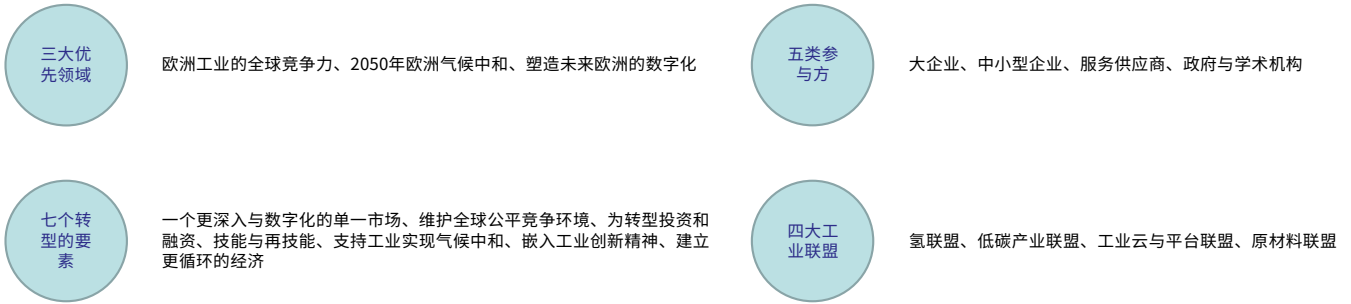 三大优
先领域
欧洲工业的全球竞争力、2050年欧洲气候中和、塑造未来欧洲的数字化
五类参
与方
大企业、中小型企业、服务供应商、政府与学术机构
七个转
型的要
素
一个更深入与数字化的单一市场、维护全球公平竞争环境、为转型投资和
融资、技能与再技能、支持工业实现气候中和、嵌入工业创新精神、建立
更循环的经济
四大工
业联盟
氢联盟、低碳产业联盟、工业云与平台联盟、原材料联盟